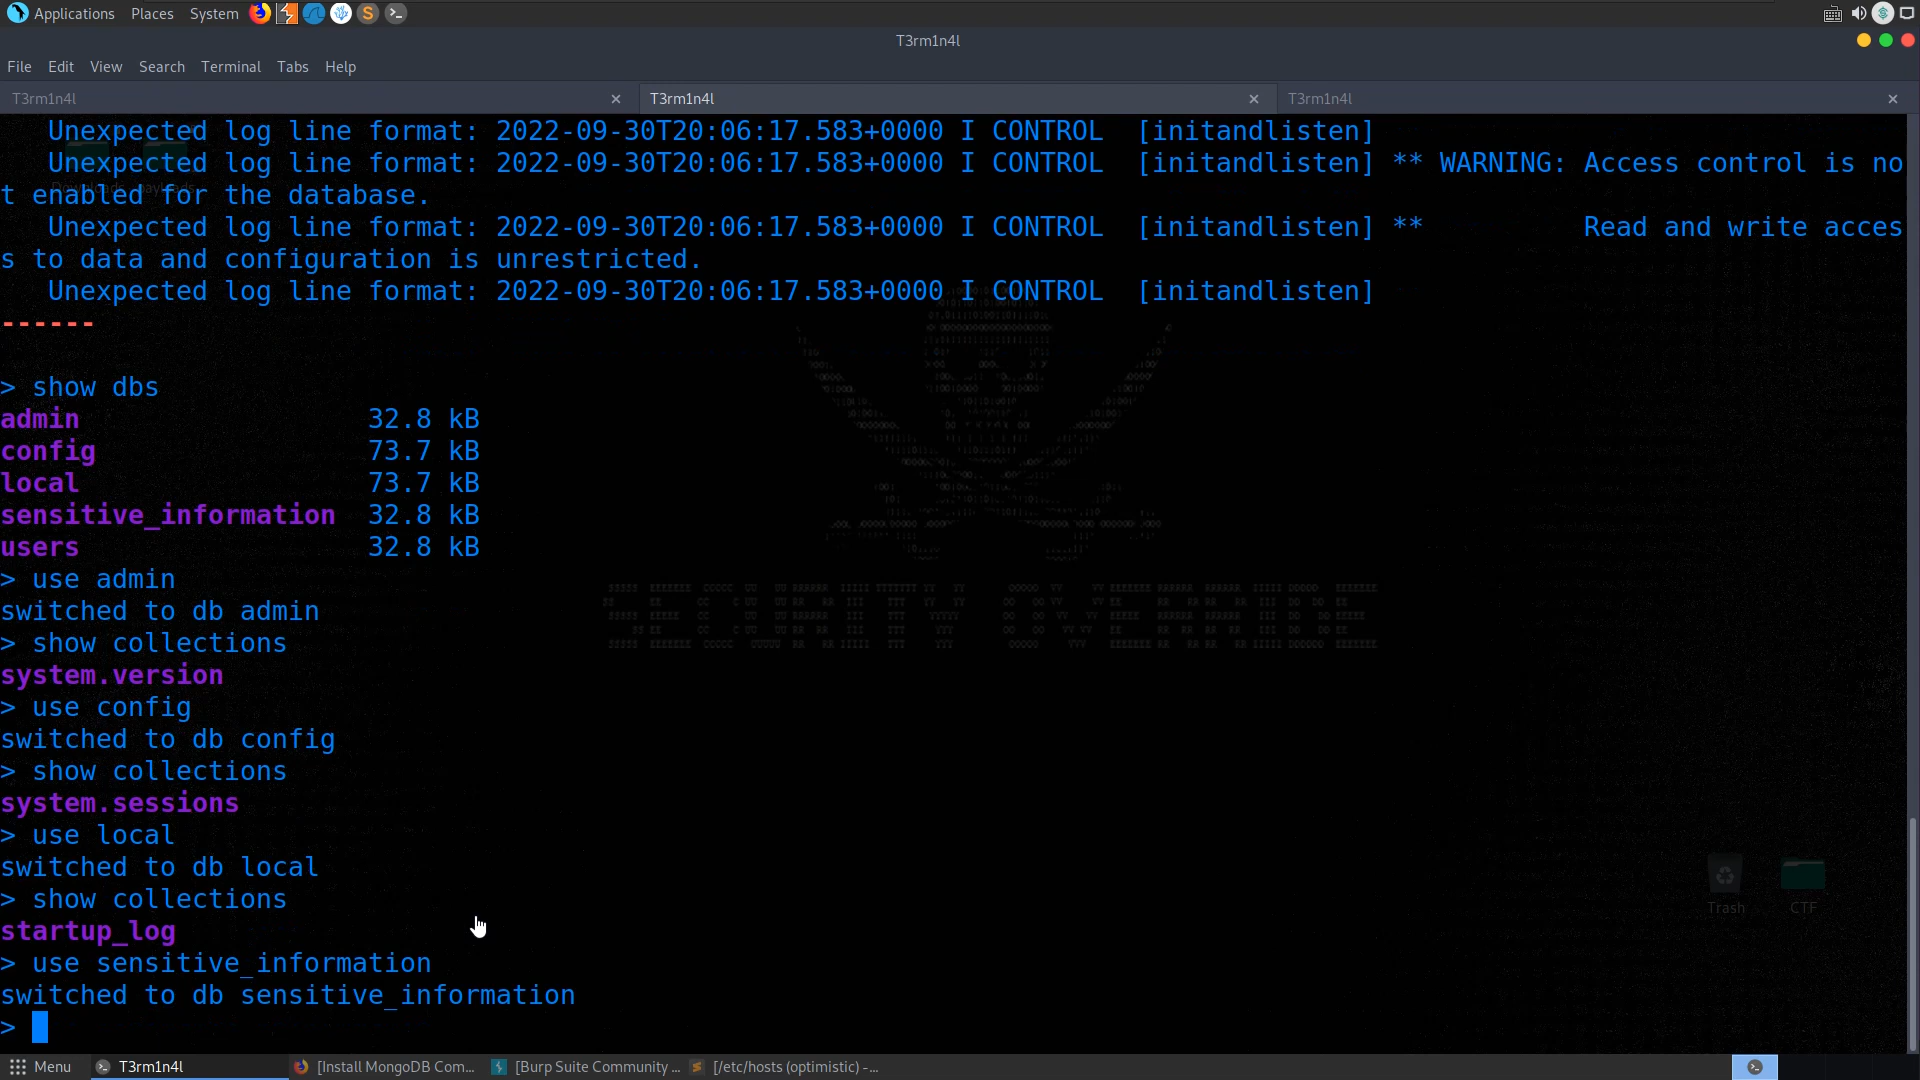 Applications Places System
T3rm1n4l
File Edit View Search Terminal Tabs Help
T3rm1n4l × T3rm1n4l × T3rm1n4l ×
Unexpected log line format: 2022-09-30T20:06:17.583+0000 I CONTROL [initandlisten]
Unexpected log line format: 2022-09-30T20:06:17.583+0000 I CONTROL [initandlisten] ** WARNING: Access control is no
t enabled for the database.
Unexpected log line format: 2022-09-30T20:06:17.583+0000 I CONTROL [initandlisten] ** Read and write acces
s to data and configuration is unrestricted.
Unexpected log line format: 2022-09-30T20:06:17.583+0000 I CONTROL [initandlisten]
------
> show dbs
admin 32.8 kB
config 73.7 kB
local 73.7 kB
sensitive_information 32.8 kB
users 32.8 kB
> use admin
switched to db admin
> show collections
system.version
> use config
switched to db config
> show collections
system.sessions
> use local
switched to db local
> show collections
startup_log
> use sensitive_information
switched to db sensitive_information
>
Downloads payloads
SECURITY OVERRIDE
Trash CTF
Menu T3rm1n4l [Install MongoDB Com... [Burp Suite Community ... [/etc/hosts (optimistic) -...